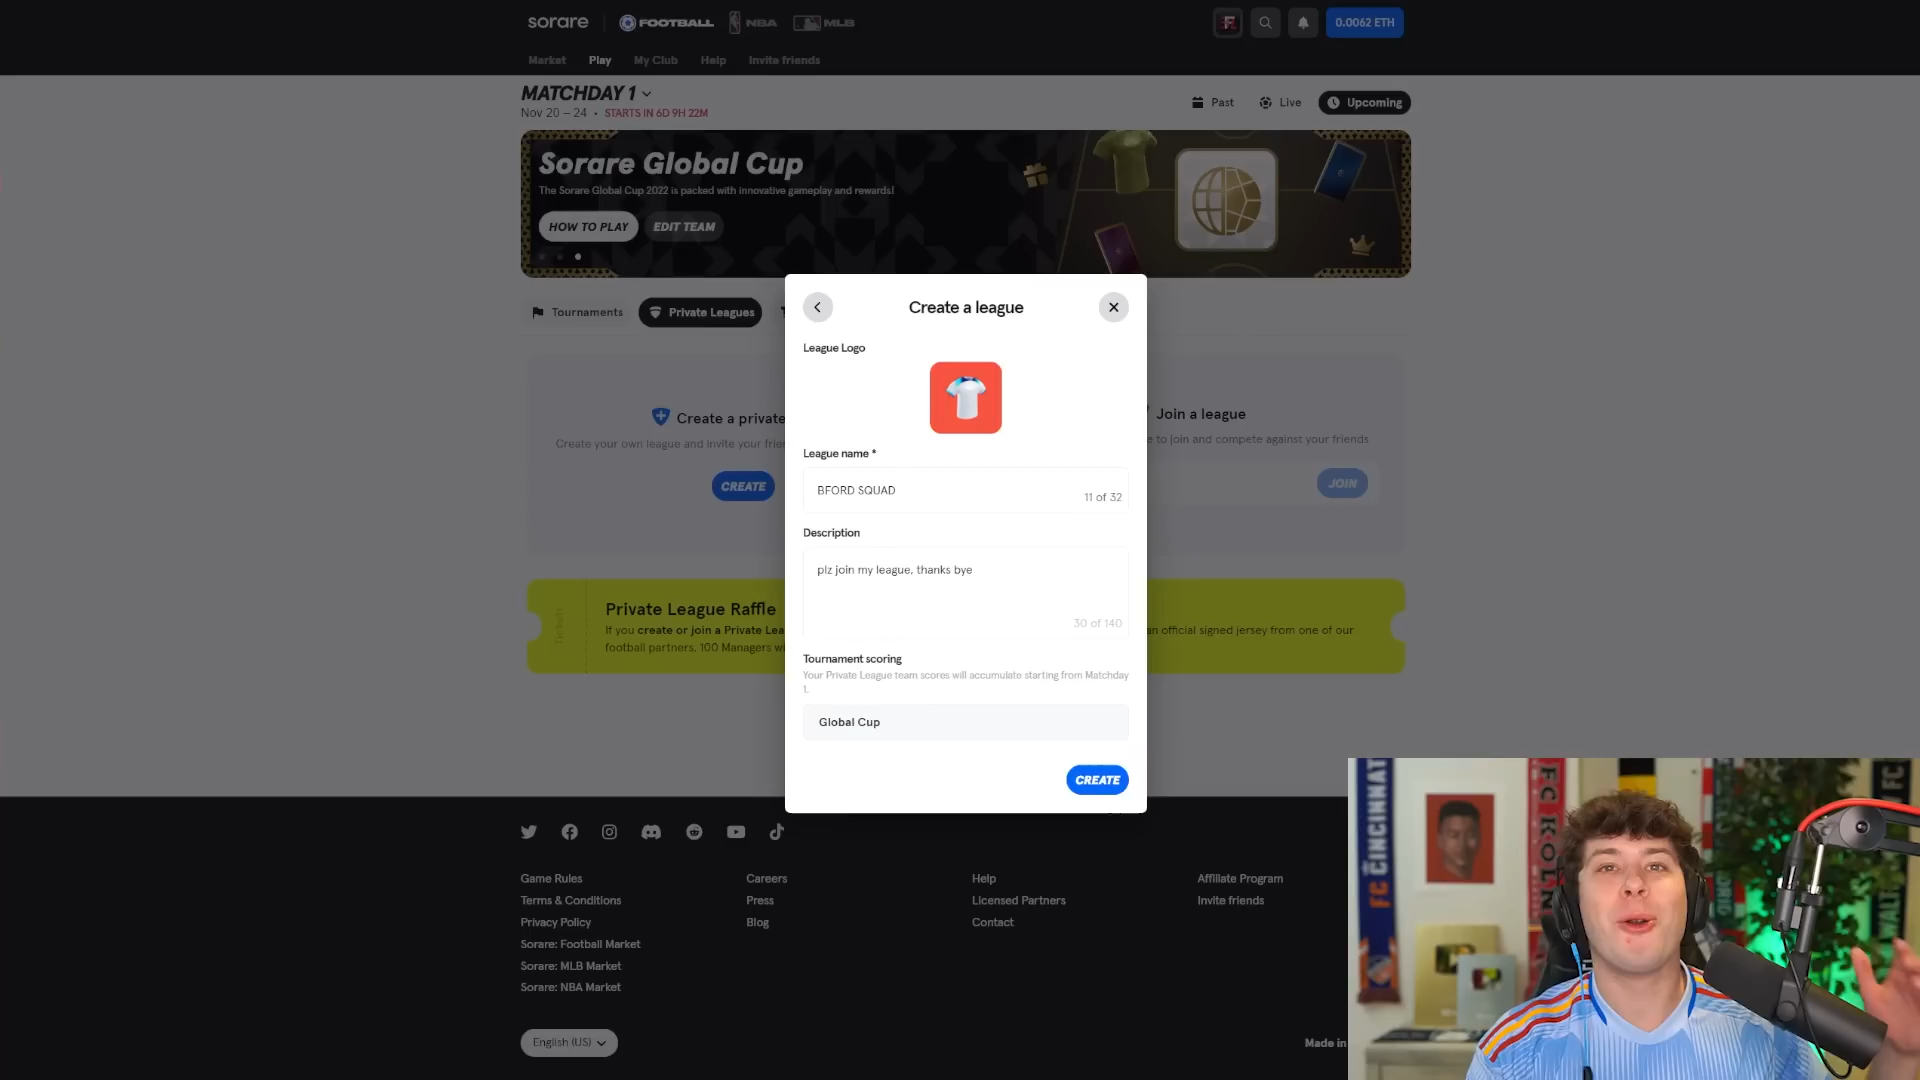 sorare
FOOTBALL
NBA
MLB
0.0062 ETH
Market
Play
My Club
Help
Invite friends
MATCHDAY 1
Nov 20 – 24 • STARTS IN 6D 9H 22M
Past
Live
Upcoming
Sorare Global Cup
The Sorare Global Cup 2022 is packed with innovative gameplay and rewards!
HOW TO PLAY
EDIT TEAM
Tournaments
Private Leagues
Create a private
Create your own league and invite your frie
CREATE
Join a league
e to join and compete against your friends
JOIN
Tickets
Private League Raffle
If you create or join a Private Lea
an official signed jersey from one of our
football partners, 100 Managers wi
Create a league
League Logo
League name *
BFORD SQUAD
11 of 32
Description
plz join my league, thanks bye
30 of 140
Tournament scoring
Your Private League team scores will accumulate starting from Matchday
1.
Global Cup
CREATE
Game Rules
Careers
Help
Affiliate Program
Terms & Conditions
Press
Licensed Partners
Invite friends
Privacy Policy
Blog
Contact
Sorare: Football Market
Sorare: MLB Market
Sorare: NBA Market
English (US)
Made in
FC CINCINNAT
FC KOLN